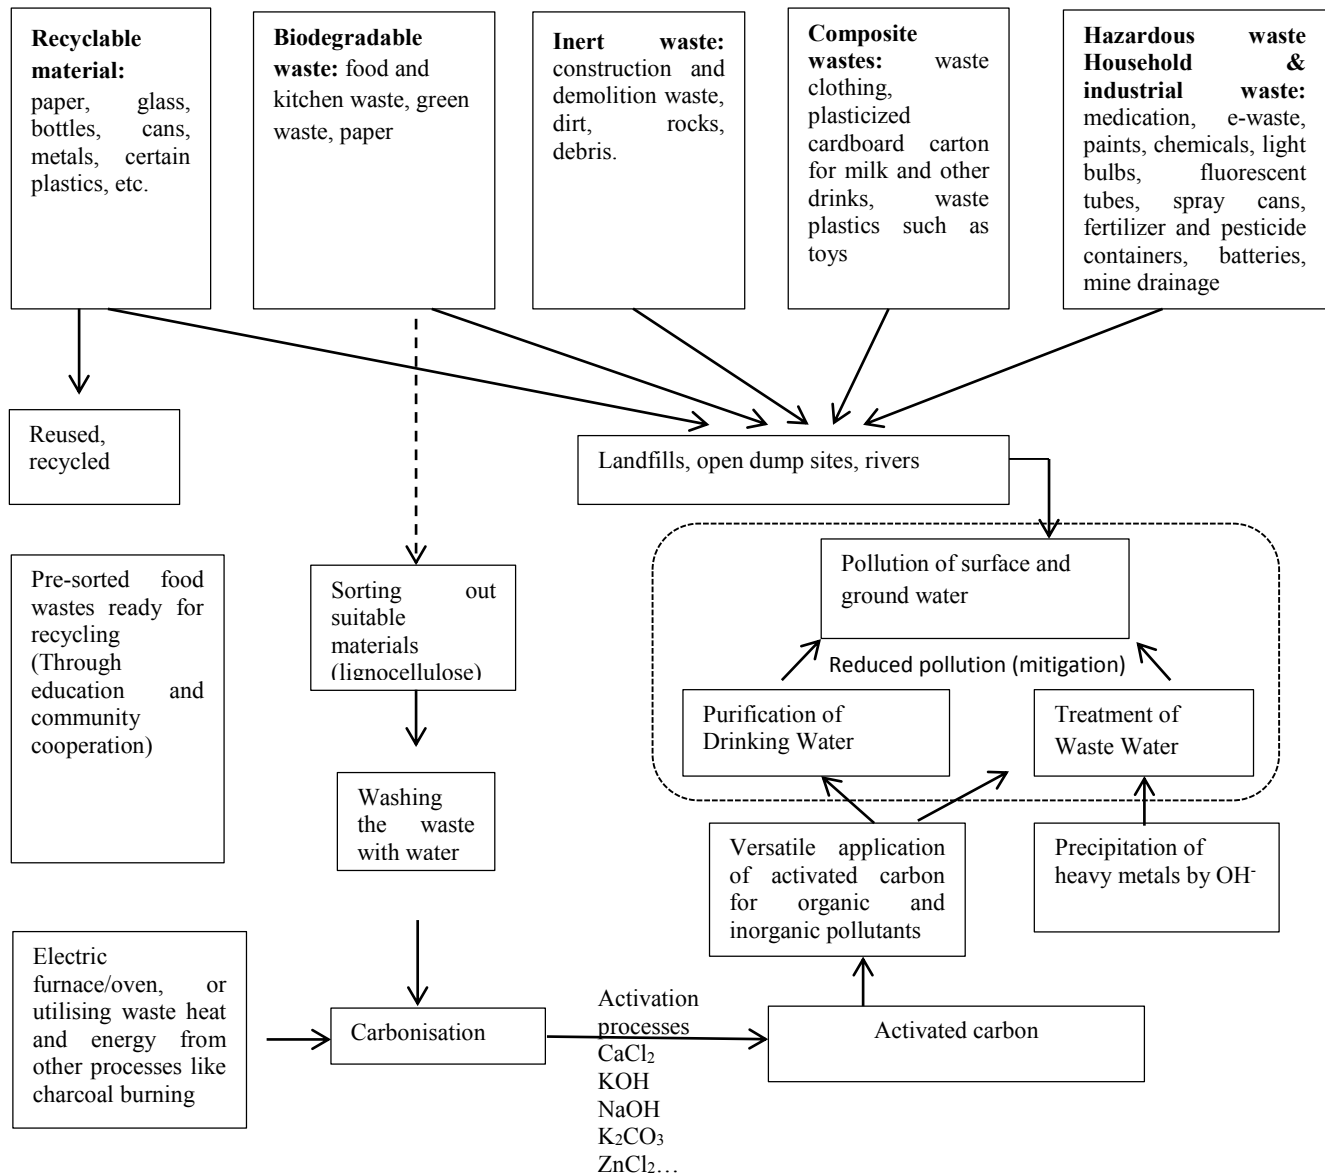 Recyclable
material:
paper, glass,
bottles, cans,
metals, certain
plastics, etc.
Biodegradable
waste: food and
kitchen waste, green
waste, paper
Inert waste:
construction and
demolition waste,
dirt, rocks,
debris.
Composite
wastes: waste
clothing,
plasticized
cardboard carton
for milk and other
drinks, waste
plastics such as
toys
Hazardous waste
Household &
industrial waste:
medication, e-waste,
paints, chemicals, light
bulbs, fluorescent
tubes, spray cans,
fertilizer and pesticide
containers, batteries,
mine drainage
Reused,
recycled
Landfills, open dump sites, rivers
Pre-sorted food
wastes ready for
recycling
(Through
education and
community
cooperation)
Sorting out
suitable
materials
(lignocellulose)
Pollution of surface and
ground water
Reduced pollution (mitigation)
Purification of
Drinking Water
Treatment of
Waste Water
Washing
the waste
with water
Versatile application
of activated carbon
for organic and
inorganic pollutants
Precipitation of
heavy metals by OH⁻
Electric
furnace/oven, or
utilising waste heat
and energy from
other processes like
charcoal burning
Carbonisation
Activation
processes
CaCl₂
KOH
NaOH
K₂CO₃
ZnCl₂…
Activated carbon